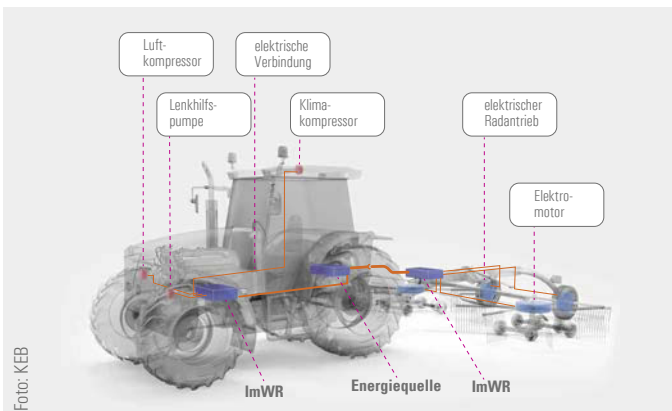 Luft-
kompressor
elektrische
Verbindung
Lenkhilfs-
pumpe
Klima-
kompressor
elektrischer
Radantrieb
Elektro-
motor
ImWR
Energiequelle
ImWR
Foto: KEB